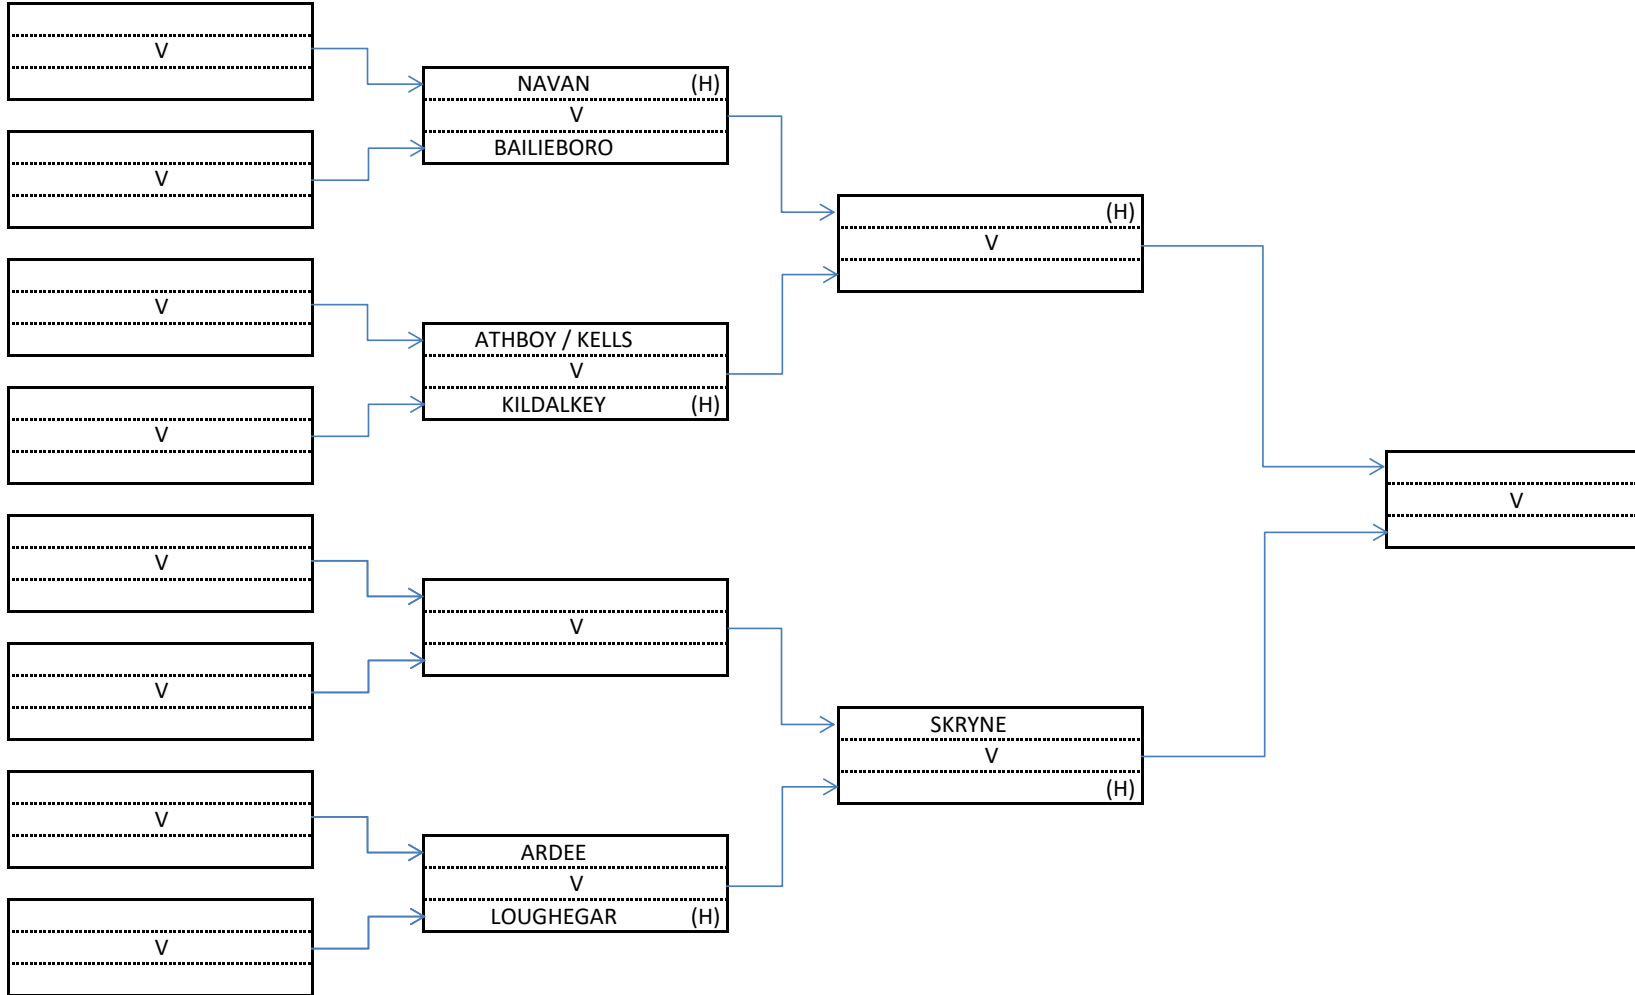 V
V
V
V
V
V
V
V
NAVAN (H)
V
BAILIEBORO
ATHBOY / KELLS
V
KILDALKEY (H)
V
ARDEE
V
LOUGHEGAR (H)
(H)
V
SKRYNE
V
(H)
V